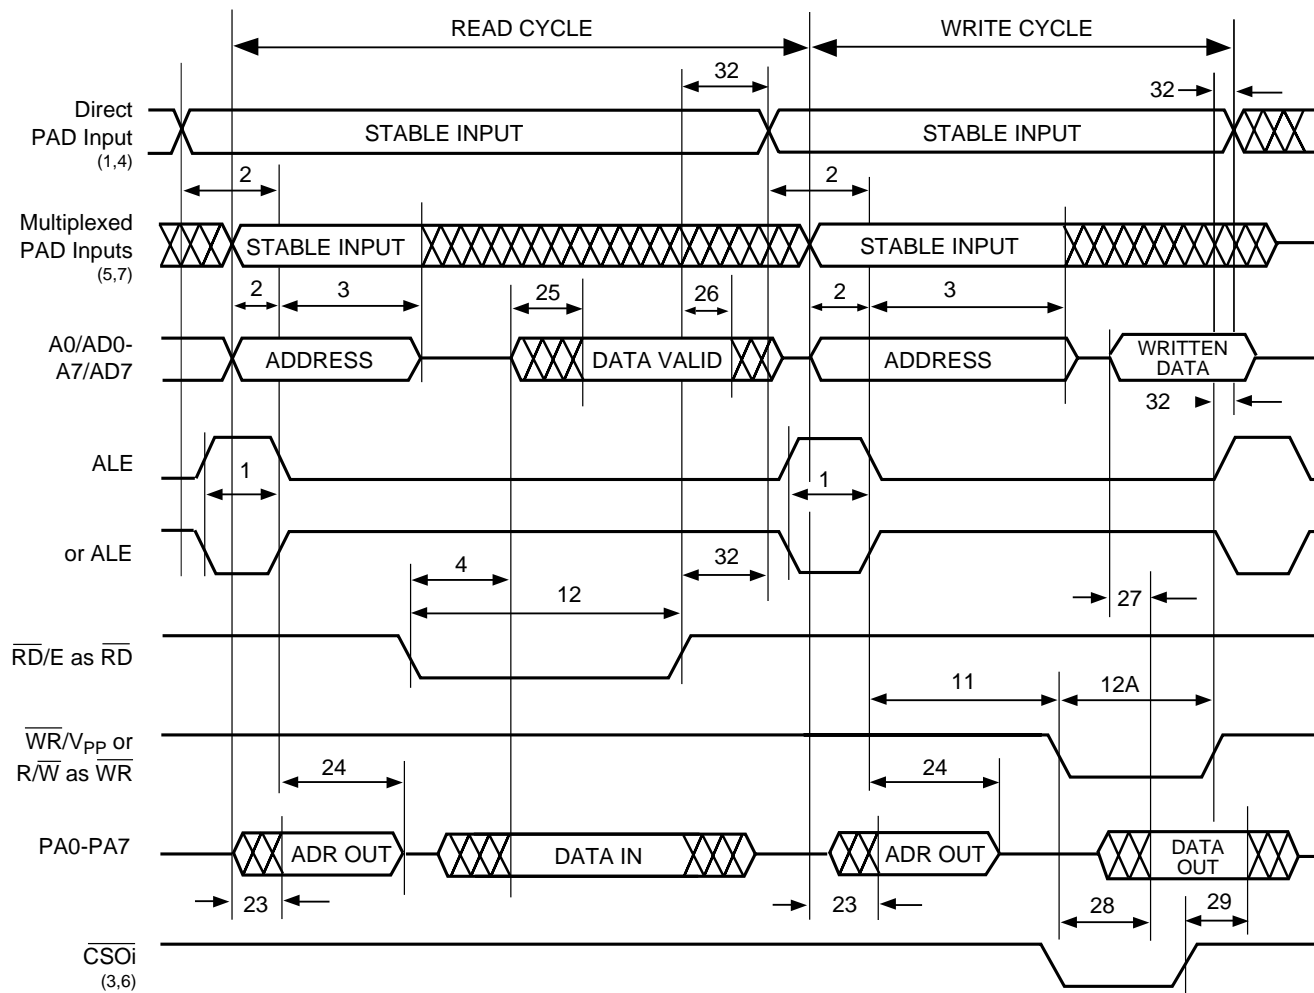 READ CYCLE WRITE CYCLE
32 32
Direct
PAD Input
(1,4)
STABLE INPUT STABLE INPUT
2 2
Multiplexed
PAD Inputs
(5,7)
STABLE INPUT STABLE INPUT
2 3 25 26 2 3
A0/AD0-
A7/AD7
ADDRESS DATA VALID ADDRESS WRITTEN
DATA
32
ALE
1 1
or ALE
4 32
12 27
RD/E as RD
11 12A
WR/VPP or
R/W as WR
24 24
PA0-PA7
ADR OUT DATA IN ADR OUT DATA
OUT
23 23 28 29
CSOi
(3,6)